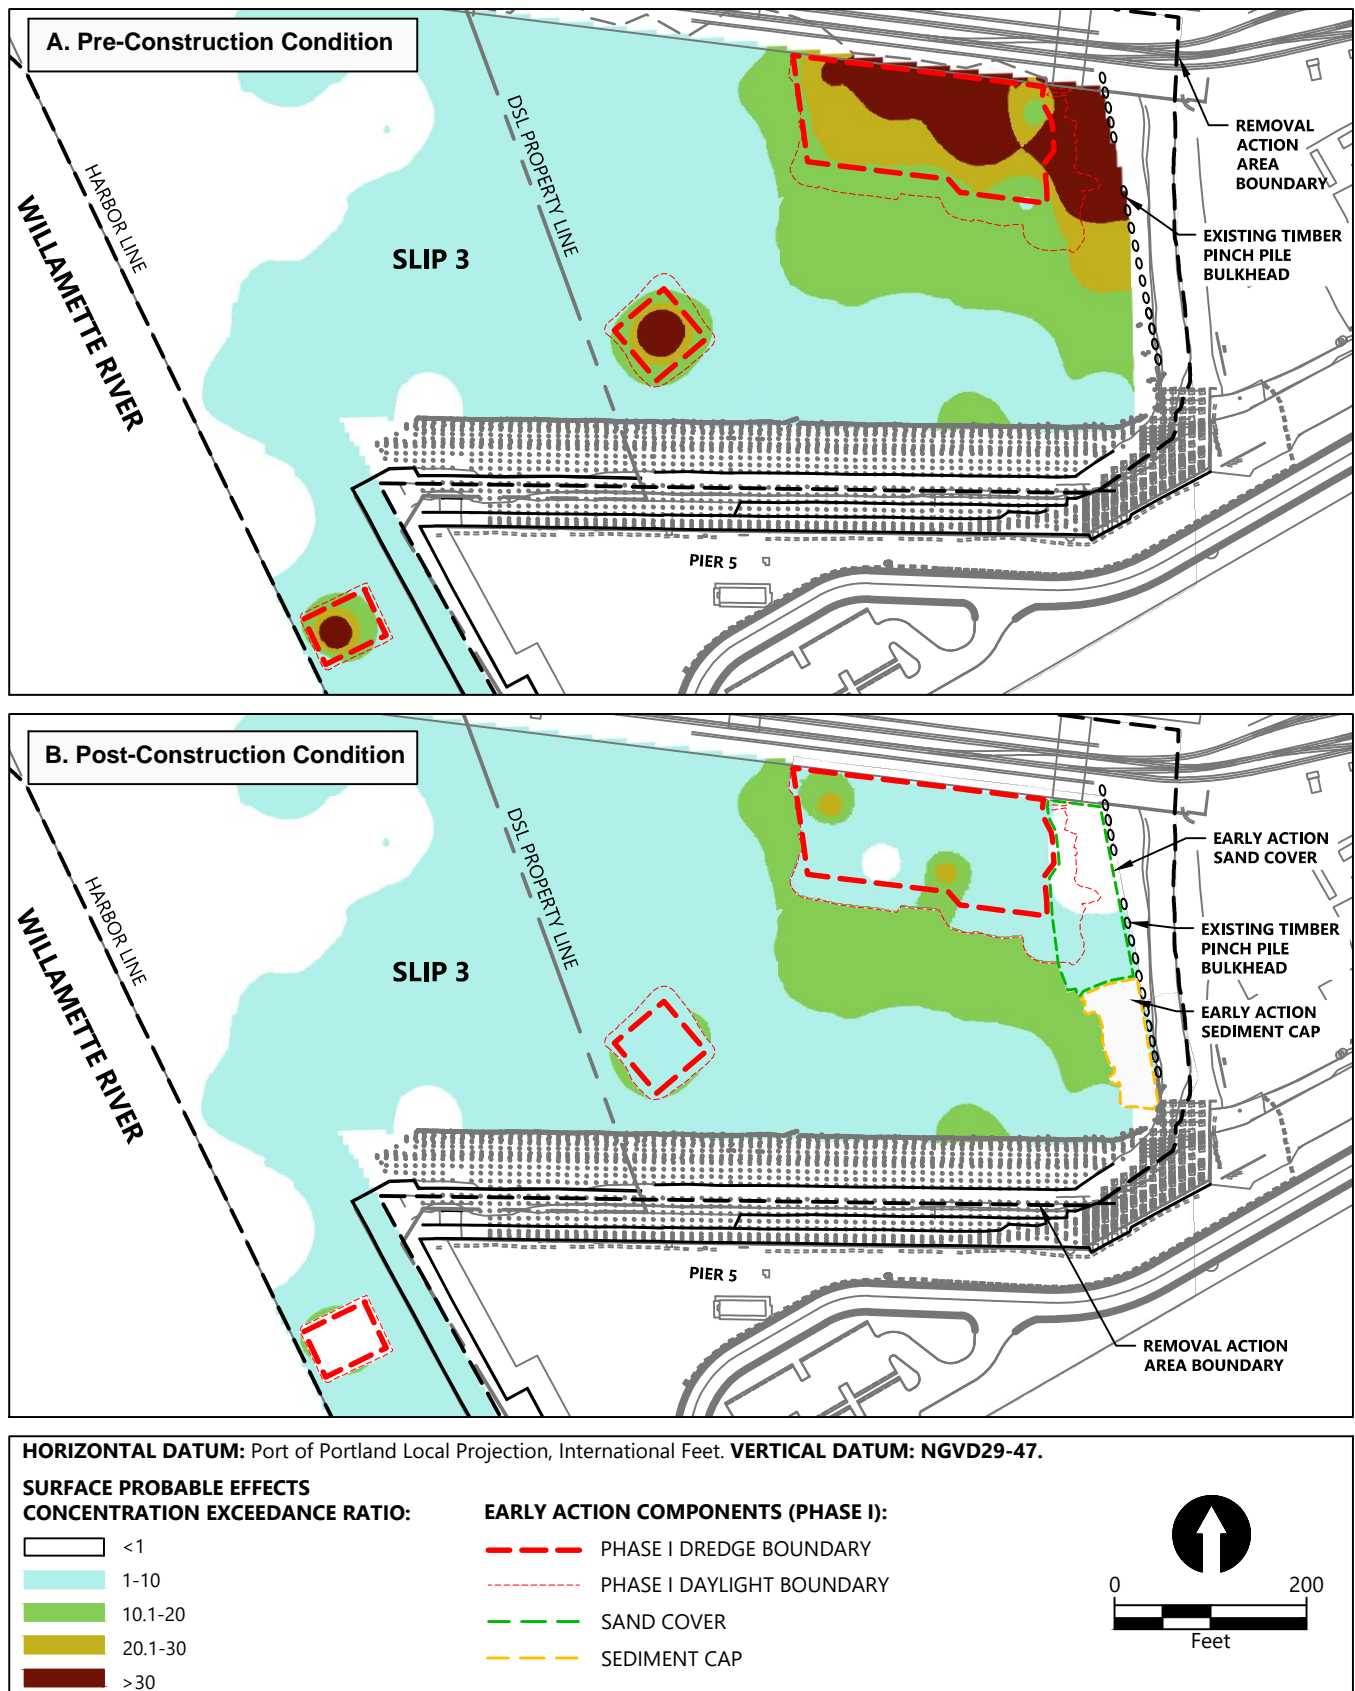 A. Pre-Construction Condition
HARBOR LINE
WILLAMETTE RIVER
DSL PROPERTY LINE
SLIP 3
REMOVAL
ACTION
AREA
BOUNDARY
EXISTING TIMBER
PINCH PILE
BULKHEAD
PIER 5
B. Post-Construction Condition
HARBOR LINE
WILLAMETTE RIVER
DSL PROPERTY LINE
SLIP 3
EARLY ACTION
SAND COVER
EXISTING TIMBER
PINCH PILE
BULKHEAD
EARLY ACTION
SEDIMENT CAP
PIER 5
REMOVAL ACTION
AREA BOUNDARY
HORIZONTAL DATUM: Port of Portland Local Projection, International Feet. VERTICAL DATUM: NGVD29-47.
SURFACE PROBABLE EFFECTS
CONCENTRATION EXCEEDANCE RATIO:
<1
1-10
10.1-20
20.1-30
>30
EARLY ACTION COMPONENTS (PHASE I):
PHASE I DREDGE BOUNDARY
PHASE I DAYLIGHT BOUNDARY
SAND COVER
SEDIMENT CAP
0 200
Feet